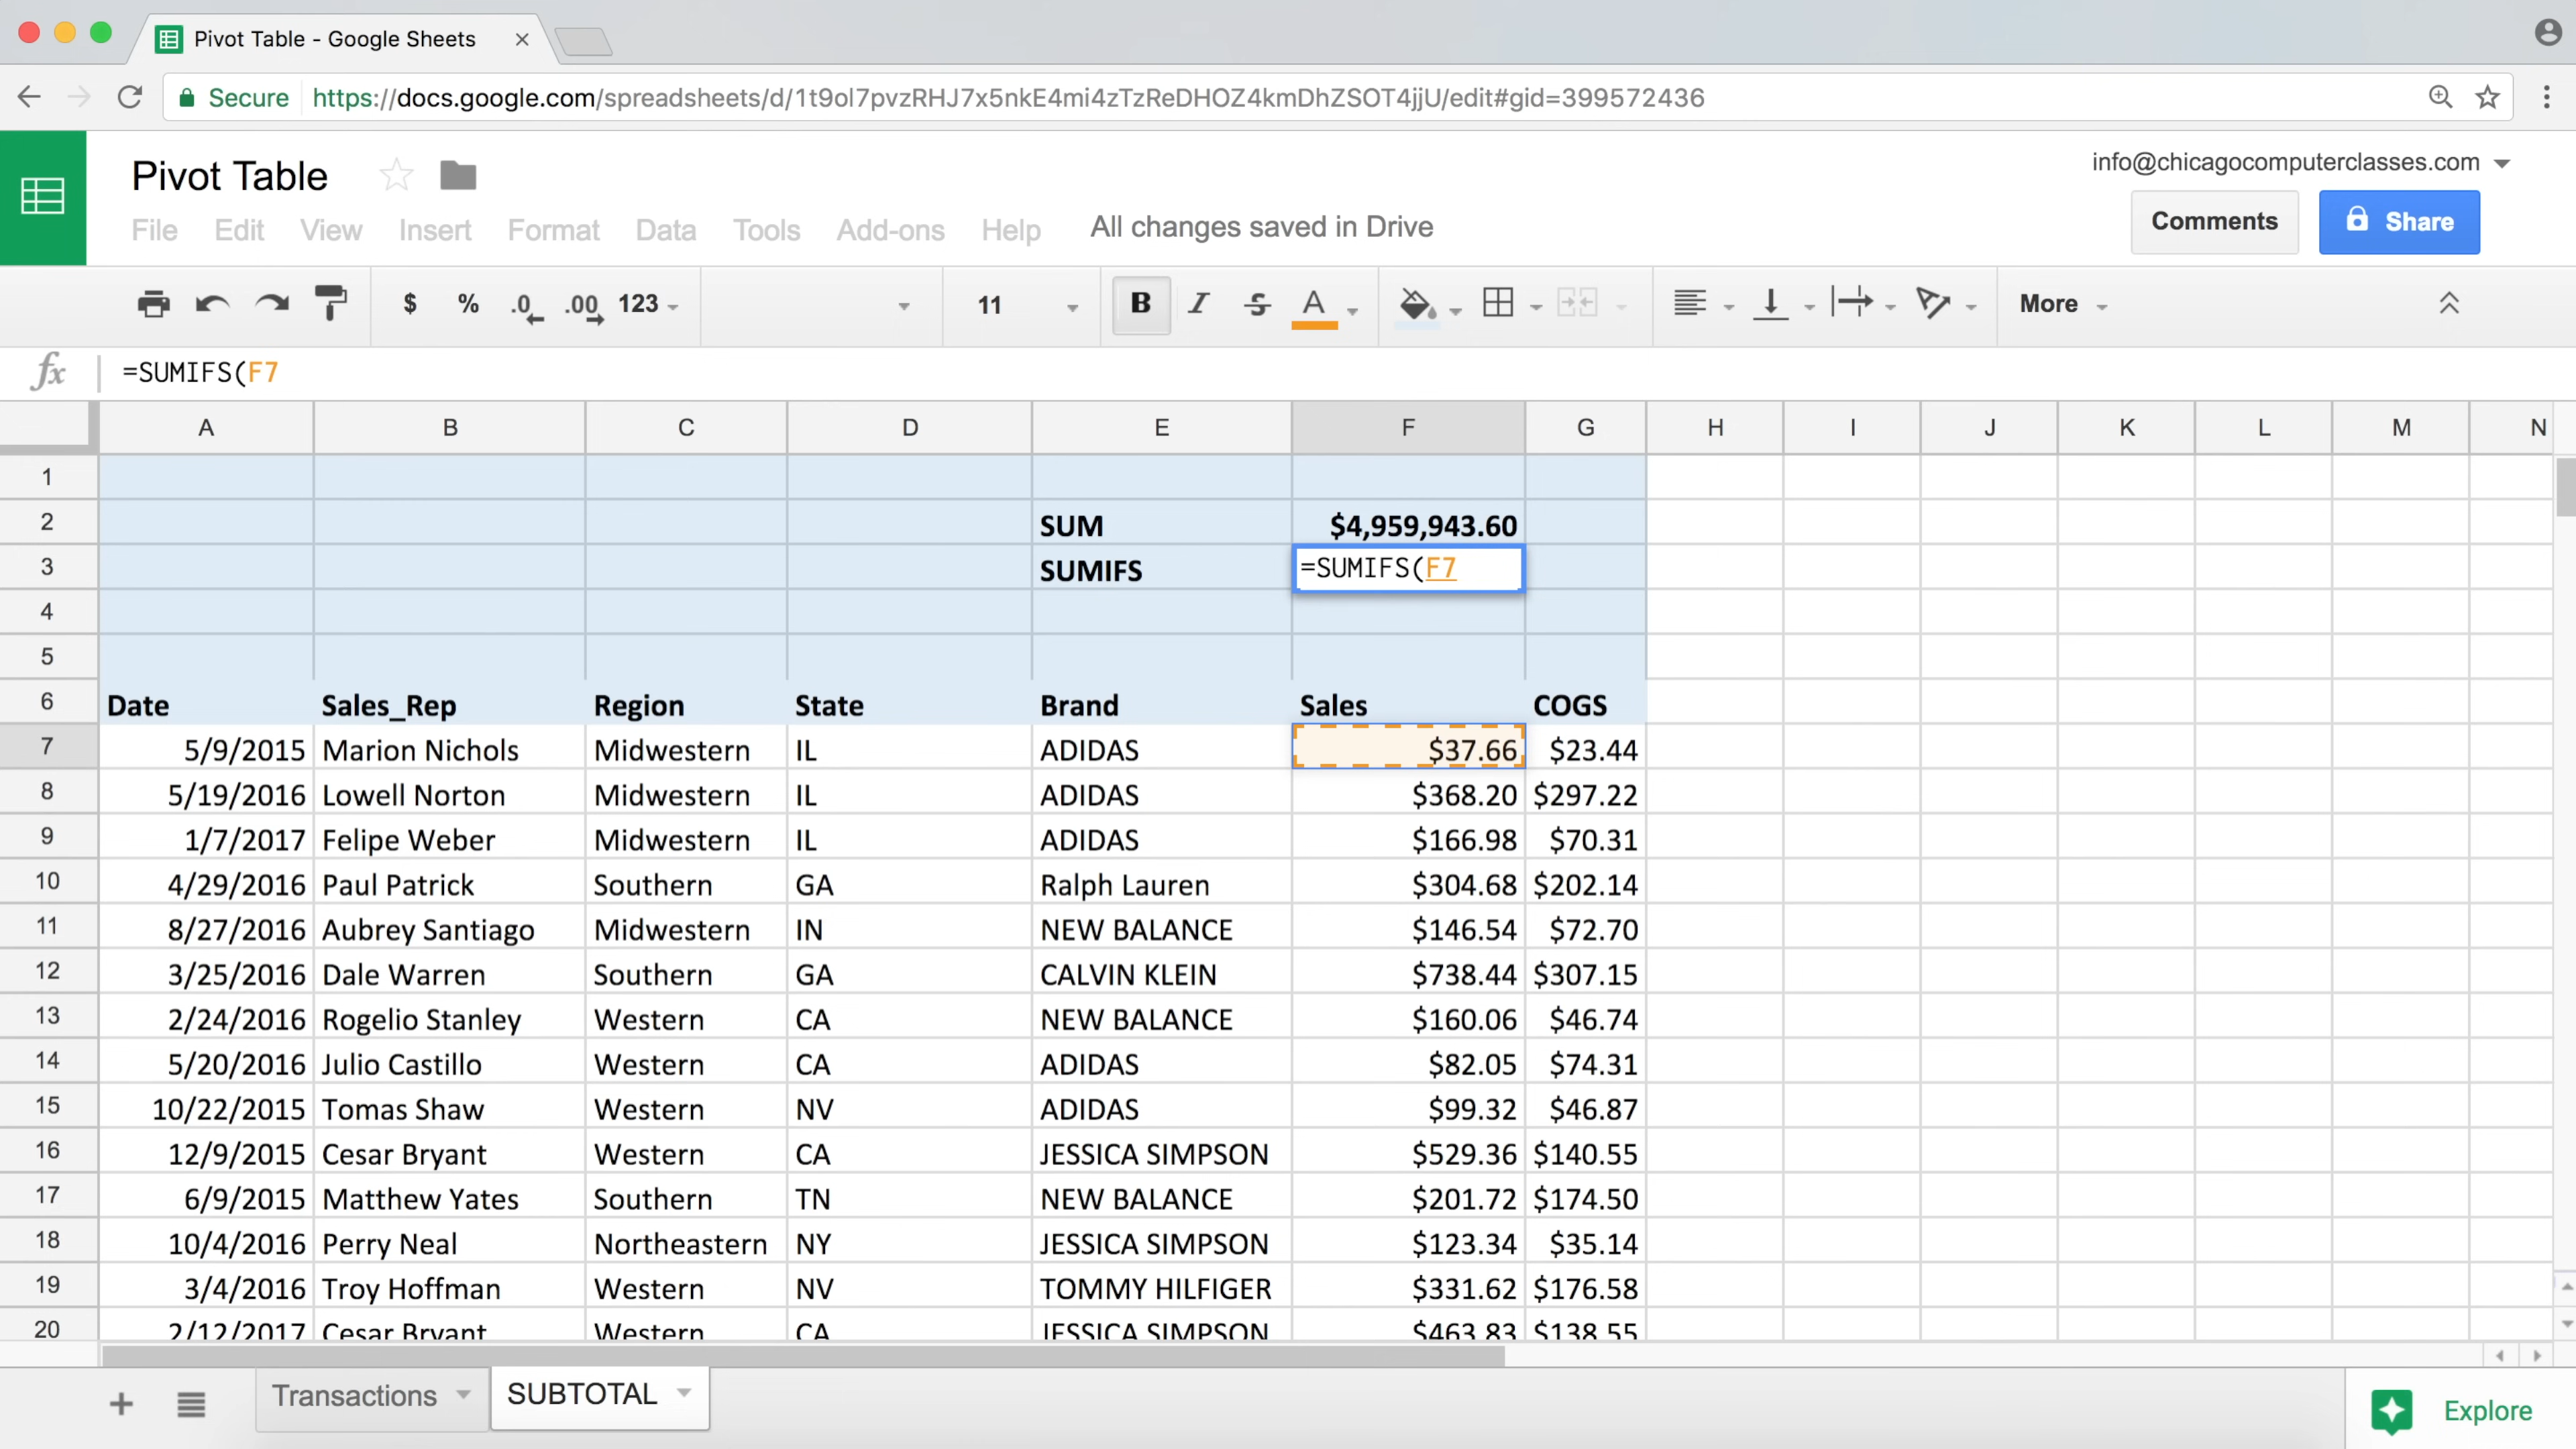 Pivot Table - Google Sheets
Secure https://docs.google.com/spreadsheets/d/1t9ol7pvzRHJ7x5nkE4mi4zTzReDHOZ4kmDhZSOT4jjU/edit#gid=399572436
Pivot Table
info@chicagocomputerclasses.com
File Edit View Insert Format Data Tools Add-ons Help All changes saved in Drive
Comments Share
$ % .0 .00 123 11 B I S A More
fx =SUMIFS(F7
A B C D E F G H I J K L M N
1
2 SUM $4,959,943.60
3 SUMIFS =SUMIFS(F7
4
5
6 Date Sales_Rep Region State Brand Sales COGS
7 5/9/2015 Marion Nichols Midwestern IL ADIDAS $37.66 $23.44
8 5/19/2016 Lowell Norton Midwestern IL ADIDAS $368.20 $297.22
9 1/7/2017 Felipe Weber Midwestern IL ADIDAS $166.98 $70.31
10 4/29/2016 Paul Patrick Southern GA Ralph Lauren $304.68 $202.14
11 8/27/2016 Aubrey Santiago Midwestern IN NEW BALANCE $146.54 $72.70
12 3/25/2016 Dale Warren Southern GA CALVIN KLEIN $738.44 $307.15
13 2/24/2016 Rogelio Stanley Western CA NEW BALANCE $160.06 $46.74
14 5/20/2016 Julio Castillo Western CA ADIDAS $82.05 $74.31
15 10/22/2015 Tomas Shaw Western NV ADIDAS $99.32 $46.87
16 12/9/2015 Cesar Bryant Western CA JESSICA SIMPSON $529.36 $140.55
17 6/9/2015 Matthew Yates Southern TN NEW BALANCE $201.72 $174.50
18 10/4/2016 Perry Neal Northeastern NY JESSICA SIMPSON $123.34 $35.14
19 3/4/2016 Troy Hoffman Western NV TOMMY HILFIGER $331.62 $176.58
20 2/12/2017 Cesar Bryant Western CA JESSICA SIMPSON $463.83 $138.55
Transactions SUBTOTAL Explore